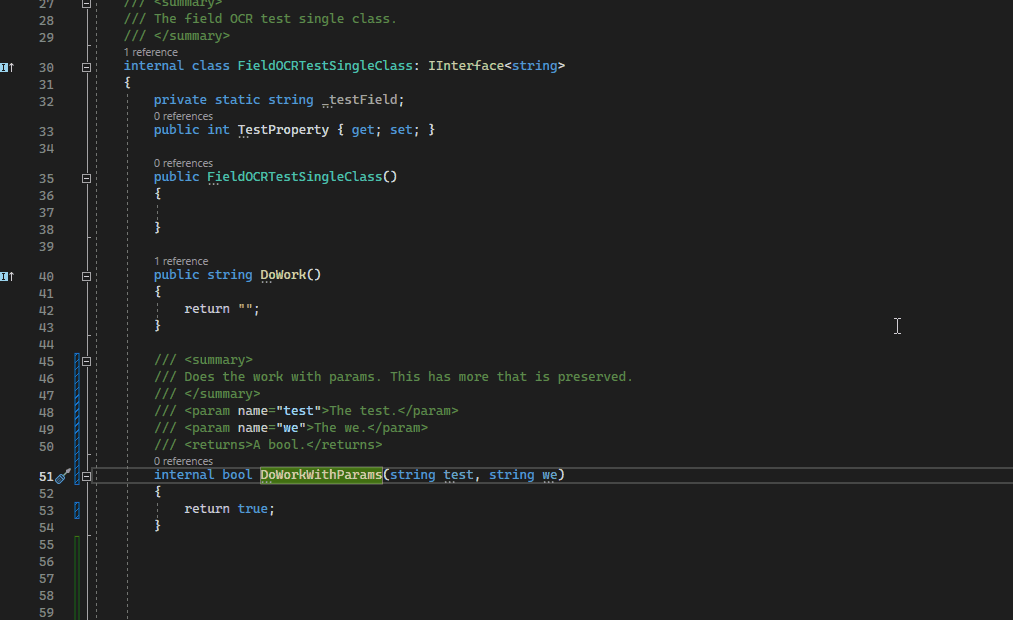 27 /// <summary>
28 /// The field OCR test single class.
29 /// </summary>
1 reference
30 internal class FieldOCRTestSingleClass: IInterface<string>
31 {
32 private static string _testField;
0 references
33 public int TestProperty { get; set; }
34
0 references
35 public FieldOCRTestSingleClass()
36 {
37
38 }
39
1 reference
40 public string DoWork()
41 {
42 return "";
43 }
44
45 /// <summary>
46 /// Does the work with params. This has more that is preserved.
47 /// </summary>
48 /// <param name="test">The test.</param>
49 /// <param name="we">The we.</param>
50 /// <returns>A bool.</returns>
0 references
51 internal bool DoWorkWithParams(string test, string we)
52 {
53 return true;
54 }
55
56
57
58
59